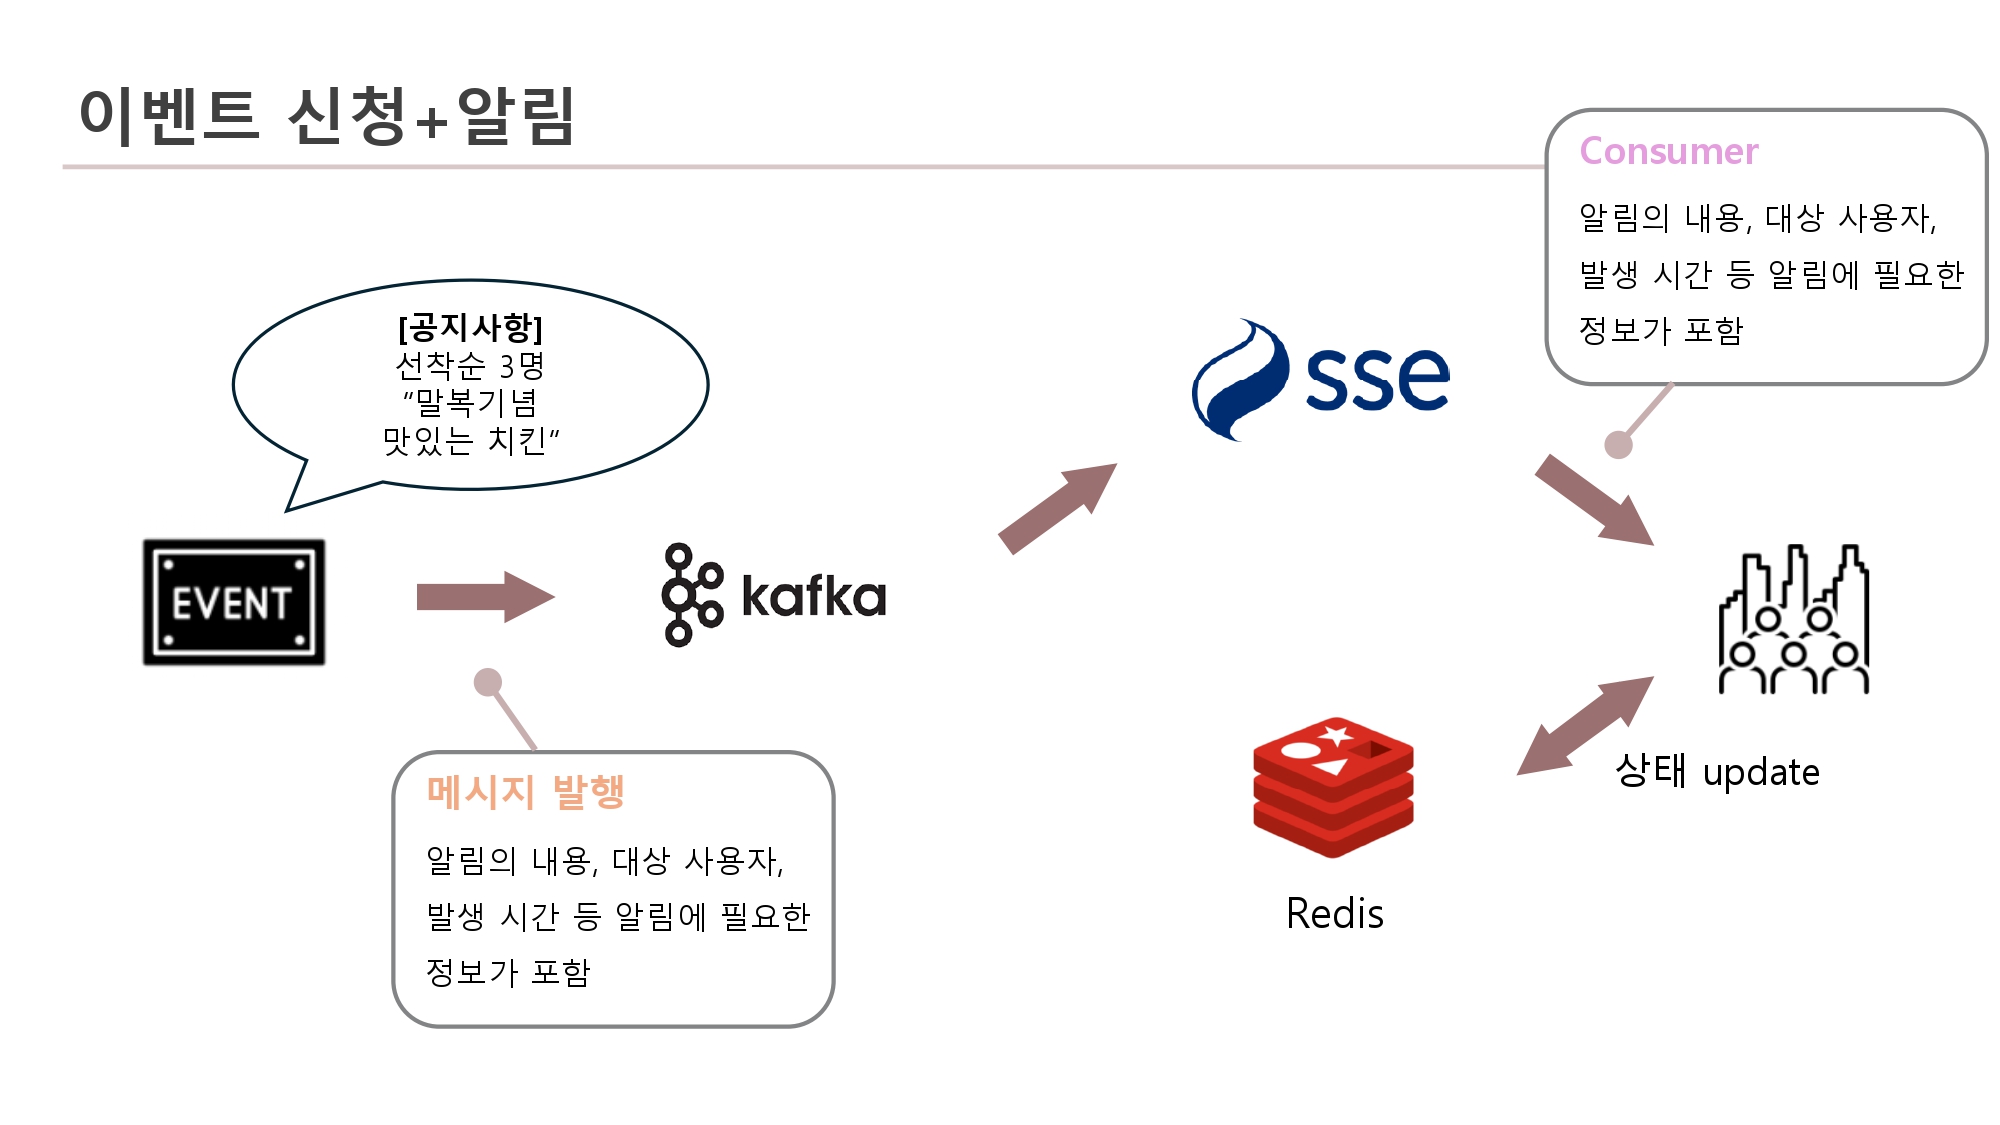 이벤트 신청+알림
Consumer
알림의 내용, 대상 사용자,
발생 시간 등 알림에 필요한
정보가 포함
[공지사항]
선착순 3명
”말복기념
맛있는 치킨”
sse
EVENT
kafka
상태 update
Redis
메시지 발행
알림의 내용, 대상 사용자,
발생 시간 등 알림에 필요한
정보가 포함